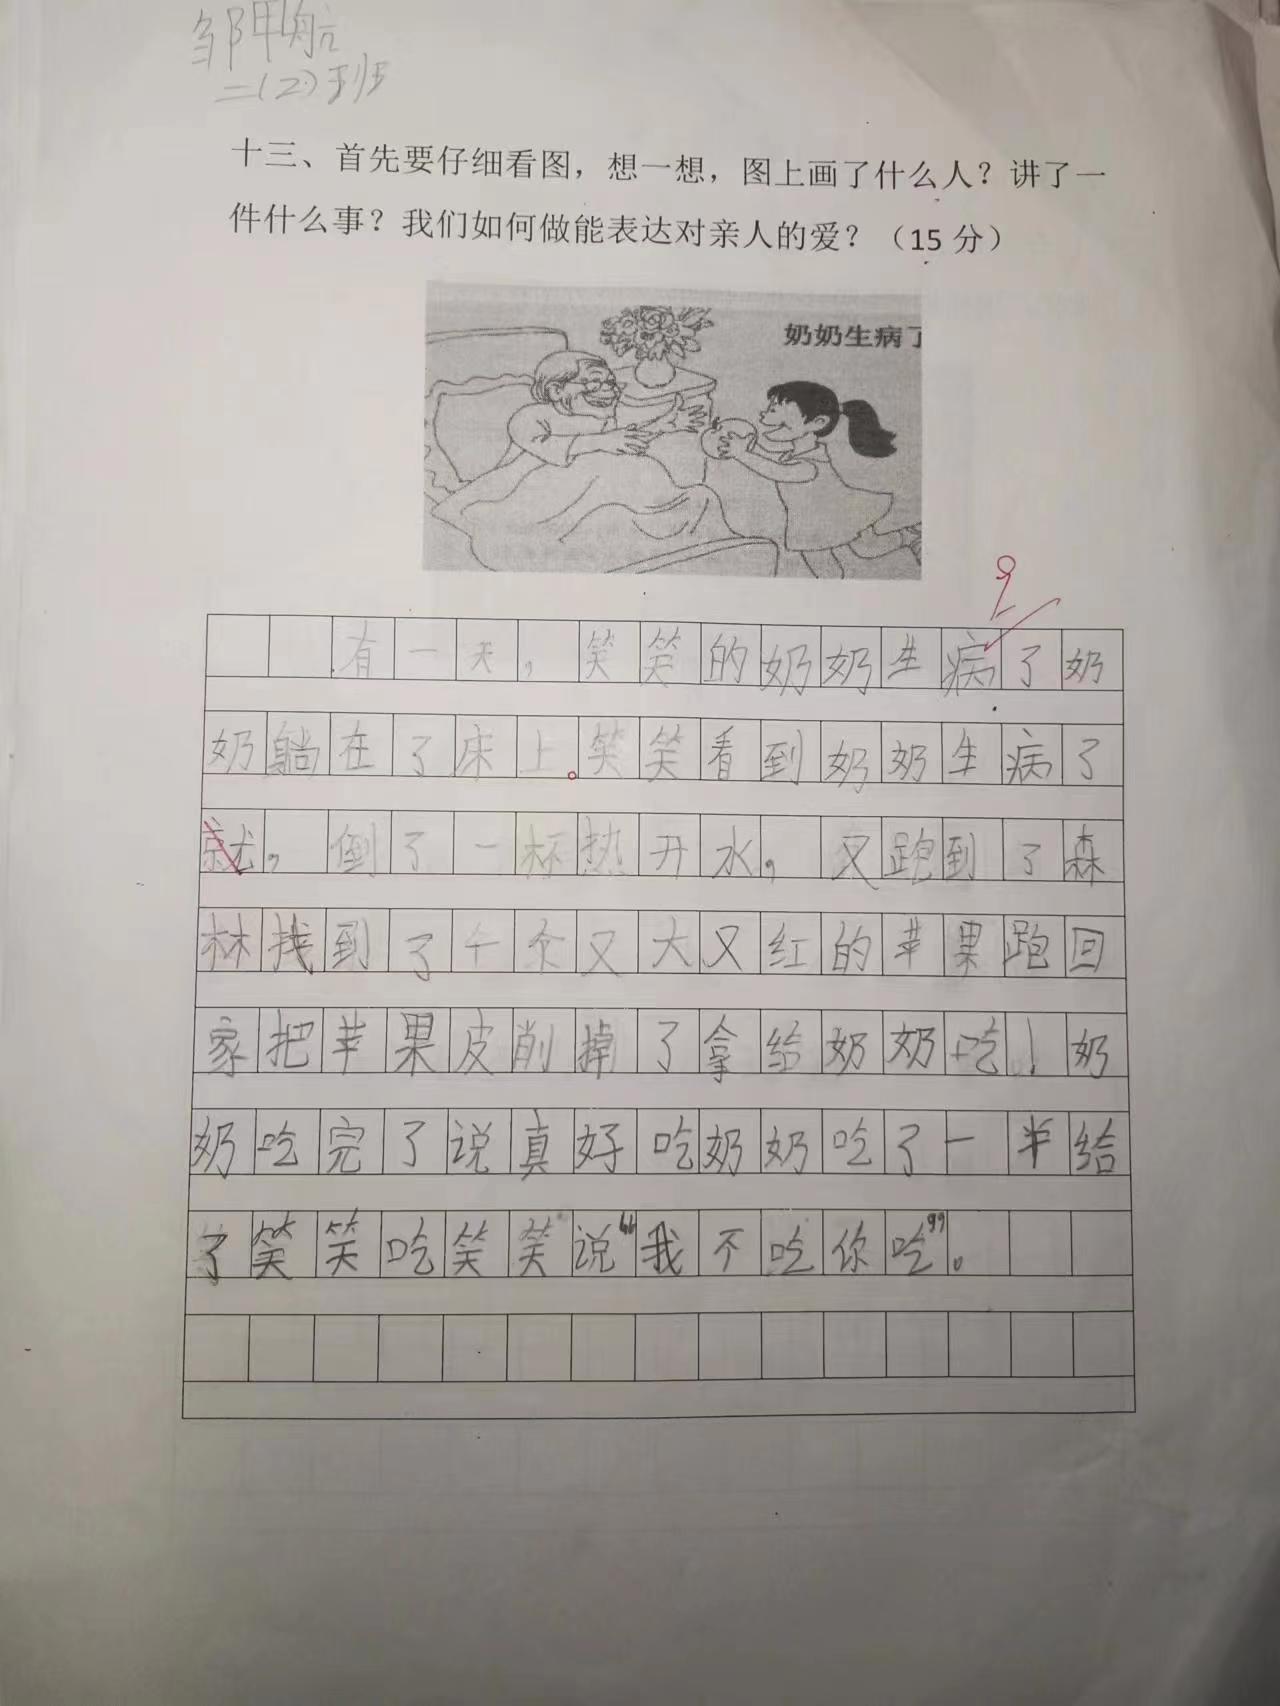 邹甲航
二(2)班
十三、首先要仔细看图，想一想，图上画了什么人？讲了一
件什么事？我们如何做能表达对亲人的爱？（15分）
奶奶生病了
有一天，笑笑的奶奶生病了奶
奶躺在了床上。笑笑看到奶奶生病了
就，倒了一杯热开水，又跑到了森
林找到了个又大又红的苹果跑回
家把苹果皮削掉了拿给奶奶吃！奶
奶吃完了说真好吃奶奶吃了一半给
了笑笑吃笑笑说“我不吃你吃”。